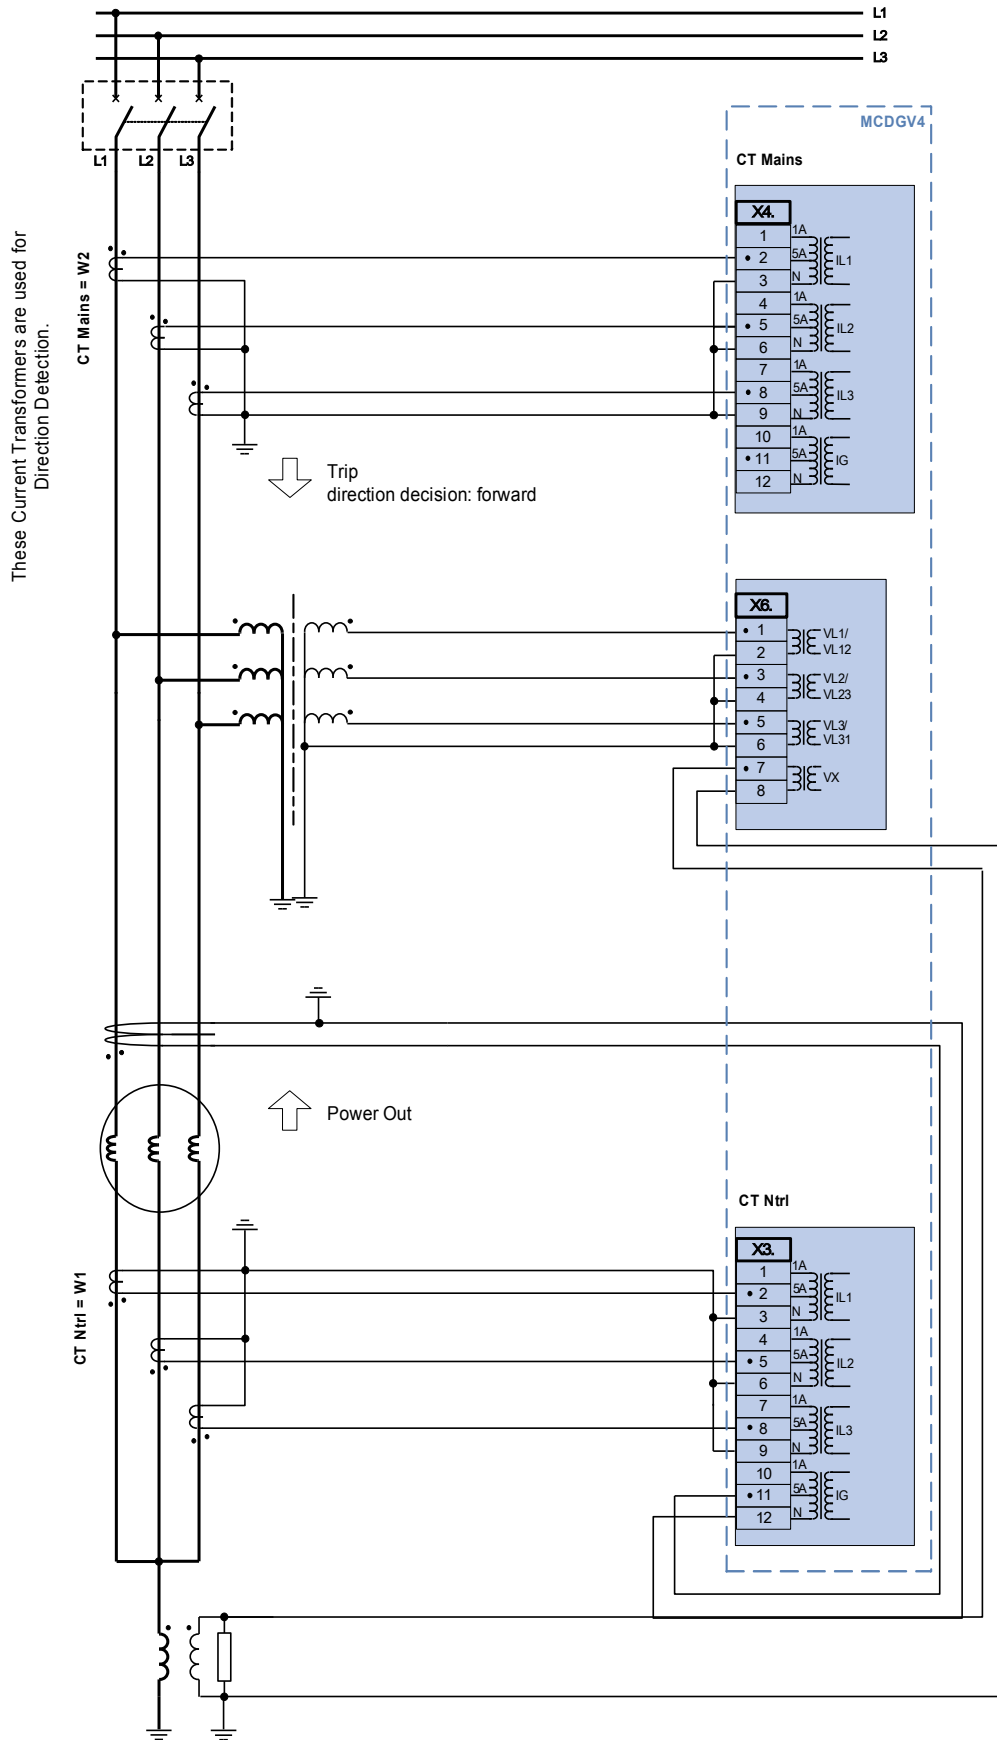 L1
L2
L3
L1 L2 L3
These Current Transformers are used for
Direction Detection.
CT Mains = W2
Trip
direction decision: forward
MCDGV4
CT Mains
X4.
1 1A
2 5A IL1
3 N
4 1A
5 5A IL2
6 N
7 1A
8 5A IL3
9 N
10 1A
11 5A IG
12 N
X6.
1 VL1/
2 VL12
3 VL2/
4 VL23
5 VL3/
6 VL31
7 VX
8
Power Out
CT Ntrl = W1
CT Ntrl
X3.
1 1A
2 5A IL1
3 N
4 1A
5 5A IL2
6 N
7 1A
8 5A IL3
9 N
10 1A
11 5A IG
12 N